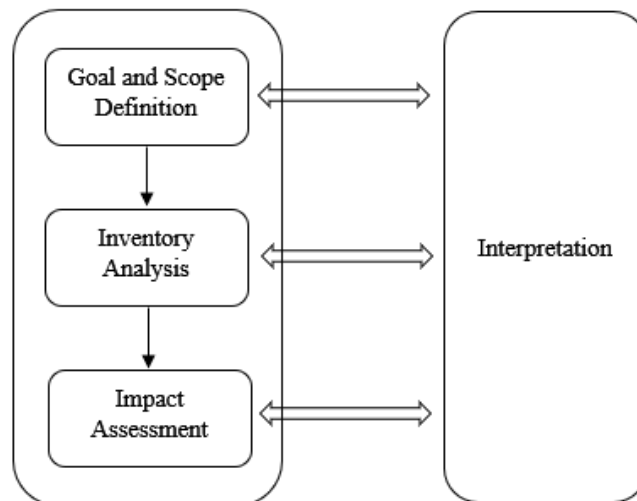 Goal and Scope
Definition
Inventory
Analysis
Interpretation
Impact
Assessment